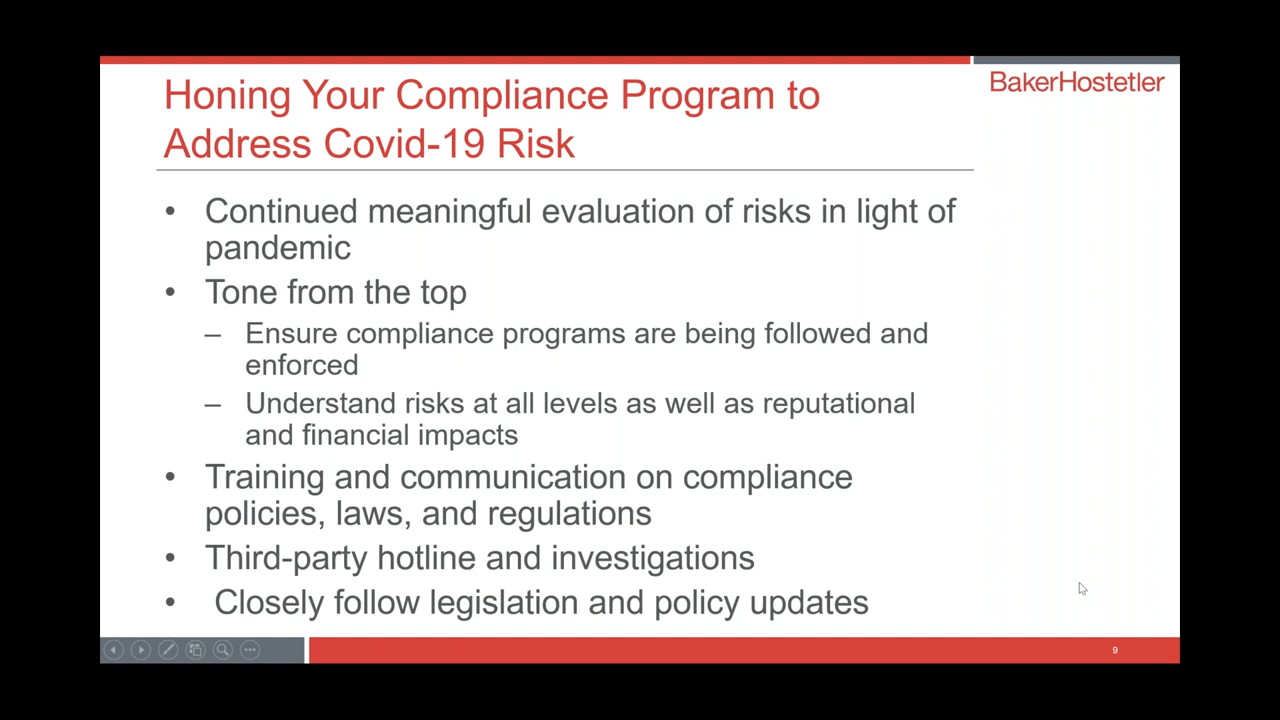 Honing Your Compliance Program to
Address Covid-19 Risk
BakerHostetler
• Continued meaningful evaluation of risks in light of
pandemic
• Tone from the top
– Ensure compliance programs are being followed and
enforced
– Understand risks at all levels as well as reputational
and financial impacts
• Training and communication on compliance
policies, laws, and regulations
• Third-party hotline and investigations
• Closely follow legislation and policy updates
9